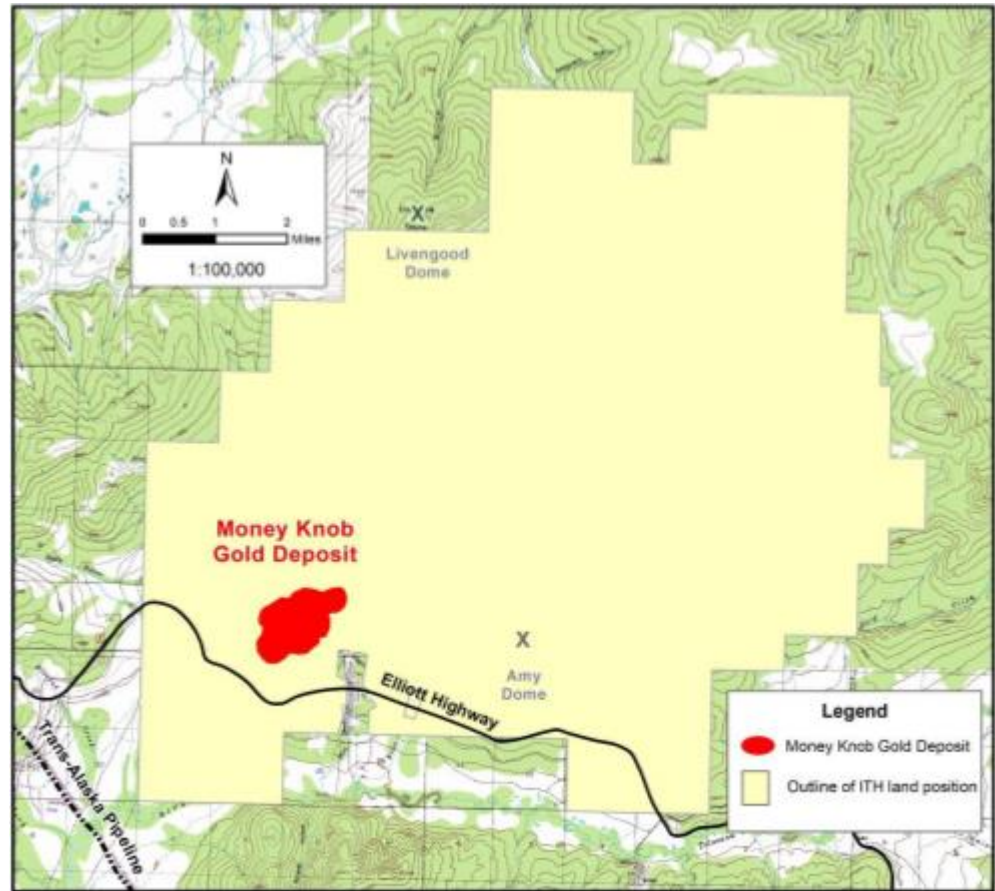 N
0 0.5 1 2
Miles
1:100,000
X
Livengood
Dome
Money Knob
Gold Deposit
X
Amy
Dome
Elliott Highway
Trans-Alaska Pipeline
Legend
Money Knob Gold Deposit
Outline of ITH land position